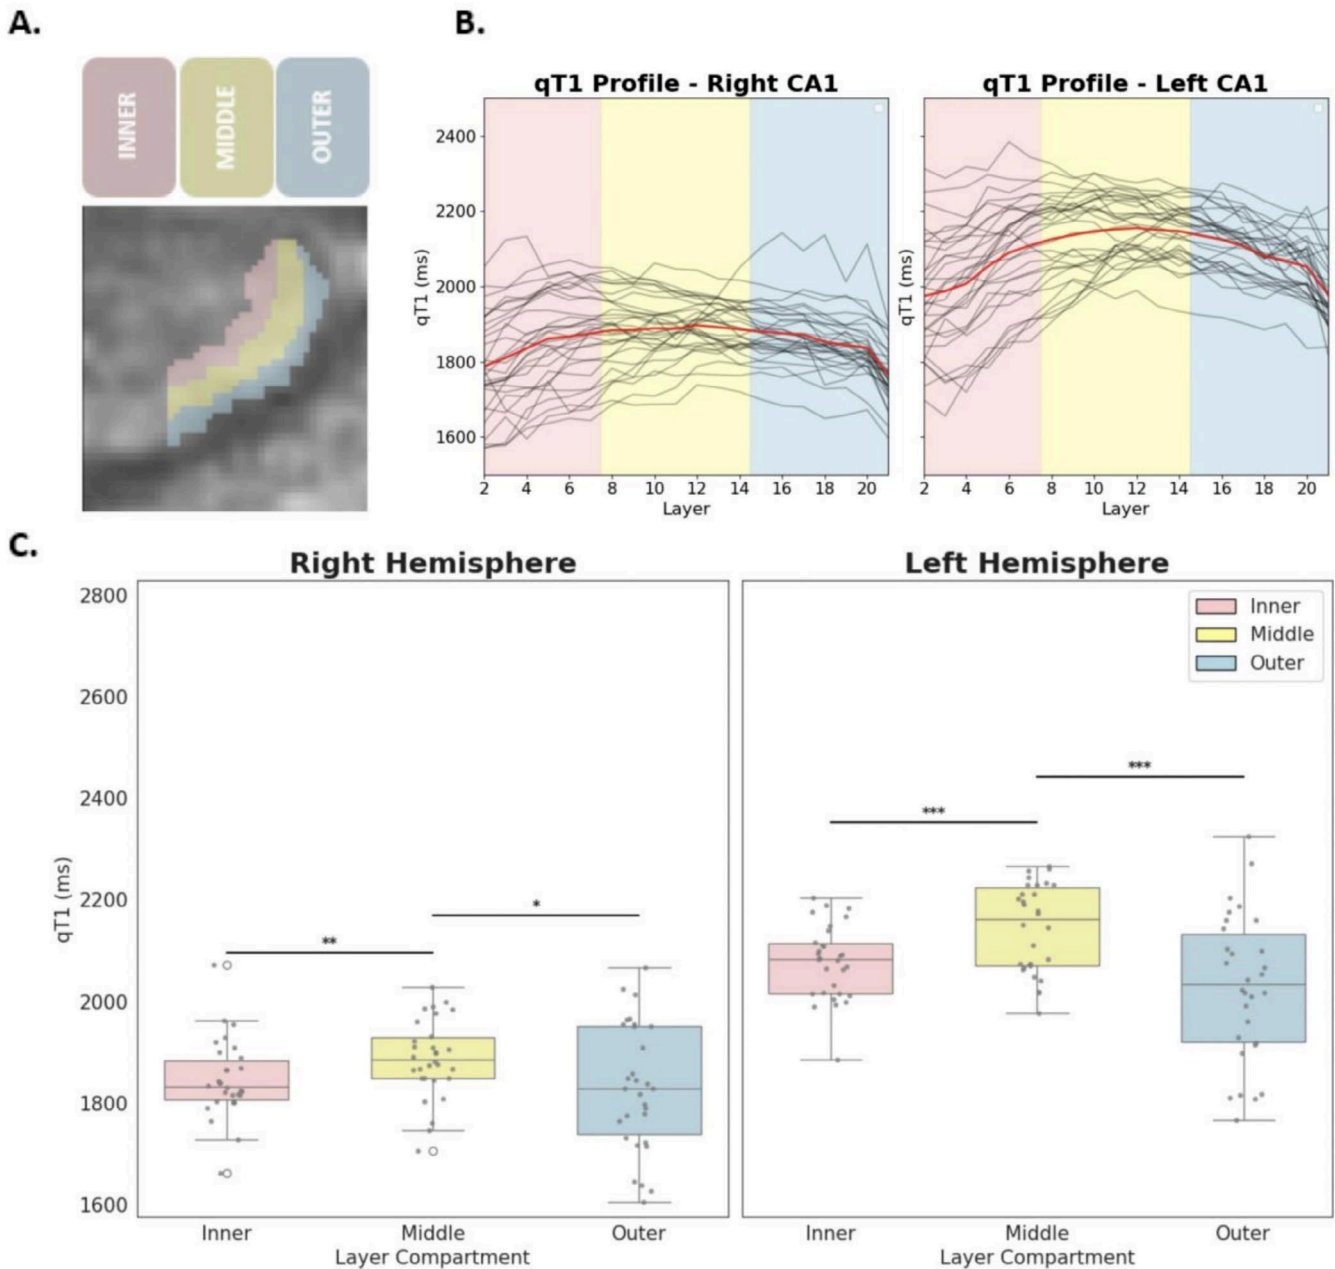 A.
INNER
MIDDLE
OUTER
B.
qT1 Profile - Right CA1
qT1 (ms)
2400
2200
2000
1800
1600
2 4 6 8 10 12 14 16 18 20
Layer
qT1 Profile - Left CA1
qT1 (ms)
2 4 6 8 10 12 14 16 18 20
Layer
C.
Right Hemisphere
qT1 (ms)
2800
2600
2400
2200
2000
1800
1600
**
*
Inner Middle Outer
Layer Compartment
Left Hemisphere
Inner
Middle
Outer
***
***
Inner Middle Outer
Layer Compartment